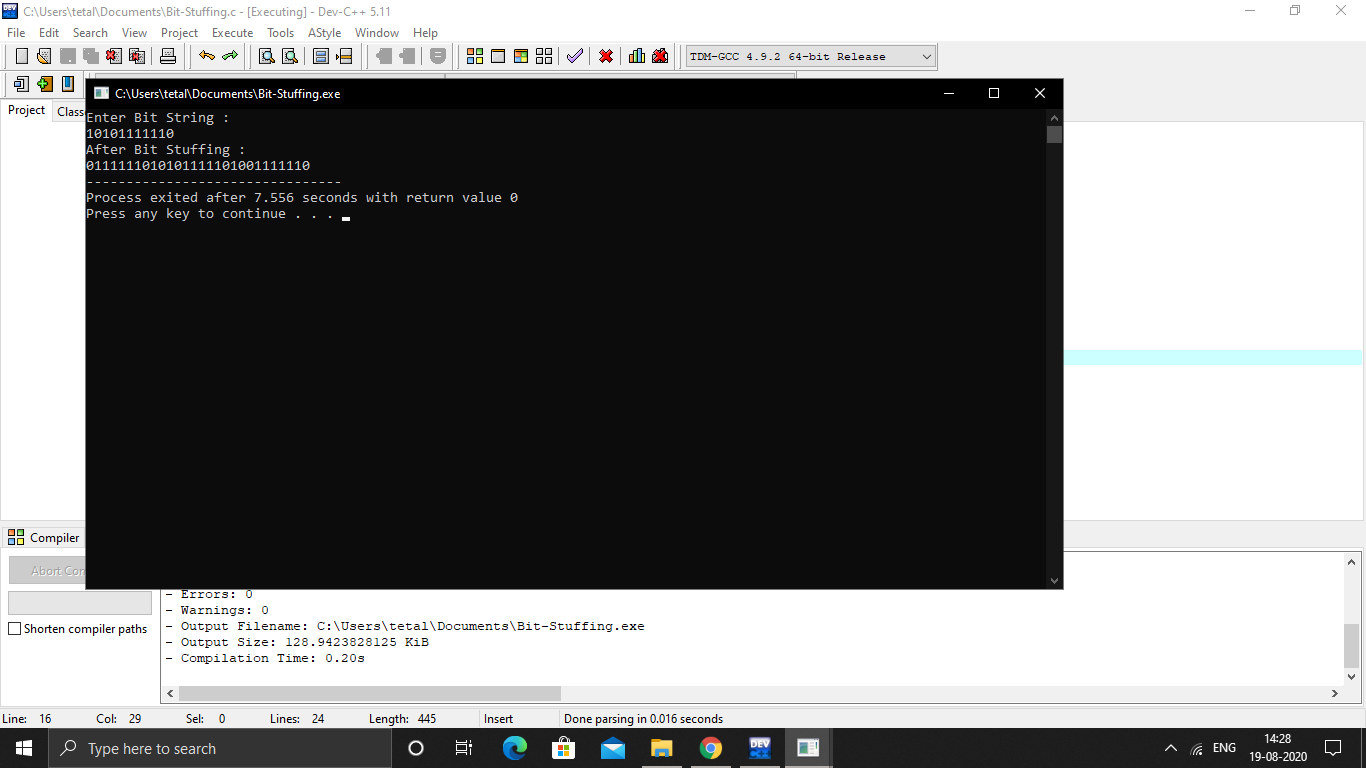 C:\Users\tetal\Documents\Bit-Stuffing.c - [Executing] - Dev-C++ 5.11
File Edit Search View Project Execute Tools AStyle Window Help
TDM-GCC 4.9.2 64-bit Release
Project Class
C:\Users\tetal\Documents\Bit-Stuffing.exe
Enter Bit String :
10101111110
After Bit Stuffing :
0111111010101111101001111110
--------------------------------
Process exited after 7.556 seconds with return value 0
Press any key to continue . . .
Compiler
Abort Con
- Errors: 0
- Warnings: 0
- Output Filename: C:\Users\tetal\Documents\Bit-Stuffing.exe
Shorten compiler paths
- Output Size: 128.9423828125 KiB
- Compilation Time: 0.20s
Line: 16 Col: 29 Sel: 0 Lines: 24 Length: 445 Insert Done parsing in 0.016 seconds
Type here to search
DEV
ENG
14:28
19-08-2020